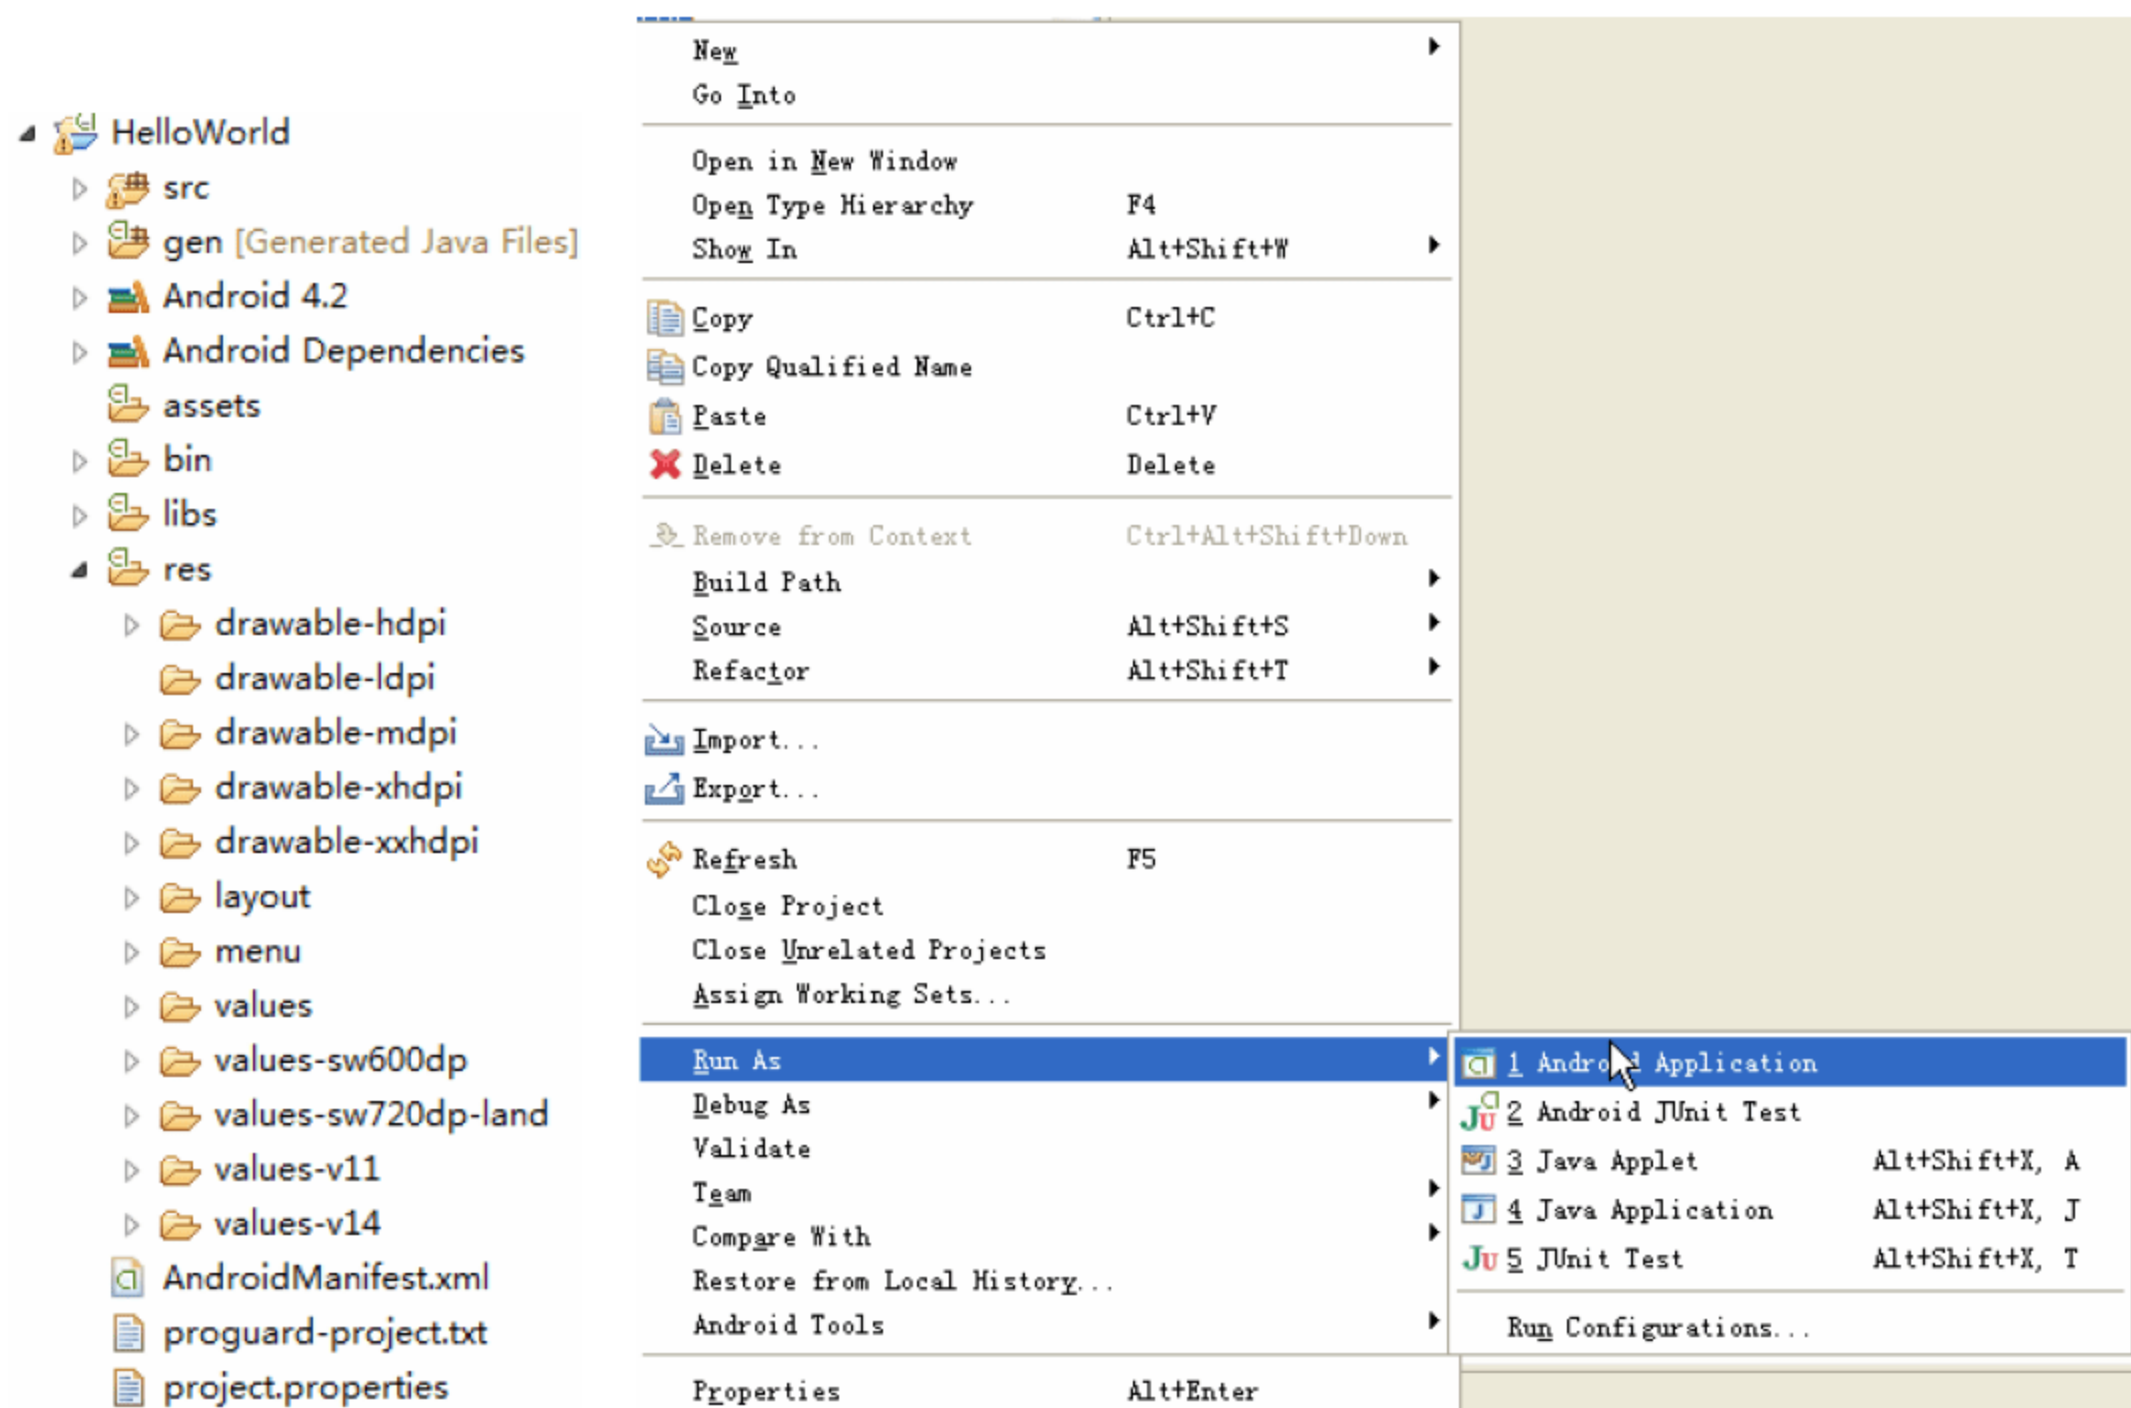 HelloWorld
src
gen [Generated Java Files]
Android 4.2
Android Dependencies
assets
bin
libs
res
drawable-hdpi
drawable-ldpi
drawable-mdpi
drawable-xhdpi
drawable-xxhdpi
layout
menu
values
values-sw600dp
values-sw720dp-land
values-v11
values-v14
AndroidManifest.xml
proguard-project.txt
project.properties
New
Go Into
Open in New Window
Open Type Hierarchy F4
Show In Alt+Shift+W
Copy Ctrl+C
Copy Qualified Name
Paste Ctrl+V
Delete Delete
Remove from Context Ctrl+Alt+Shift+Down
Build Path
Source Alt+Shift+S
Refactor Alt+Shift+T
Import...
Export...
Refresh F5
Close Project
Close Unrelated Projects
Assign Working Sets...
Run As
Debug As
Validate
Team
Compare With
Restore from Local History...
Android Tools
Properties Alt+Enter
1 Android Application
2 Android JUnit Test
3 Java Applet Alt+Shift+X, A
4 Java Application Alt+Shift+X, J
5 JUnit Test Alt+Shift+X, T
Run Configurations...